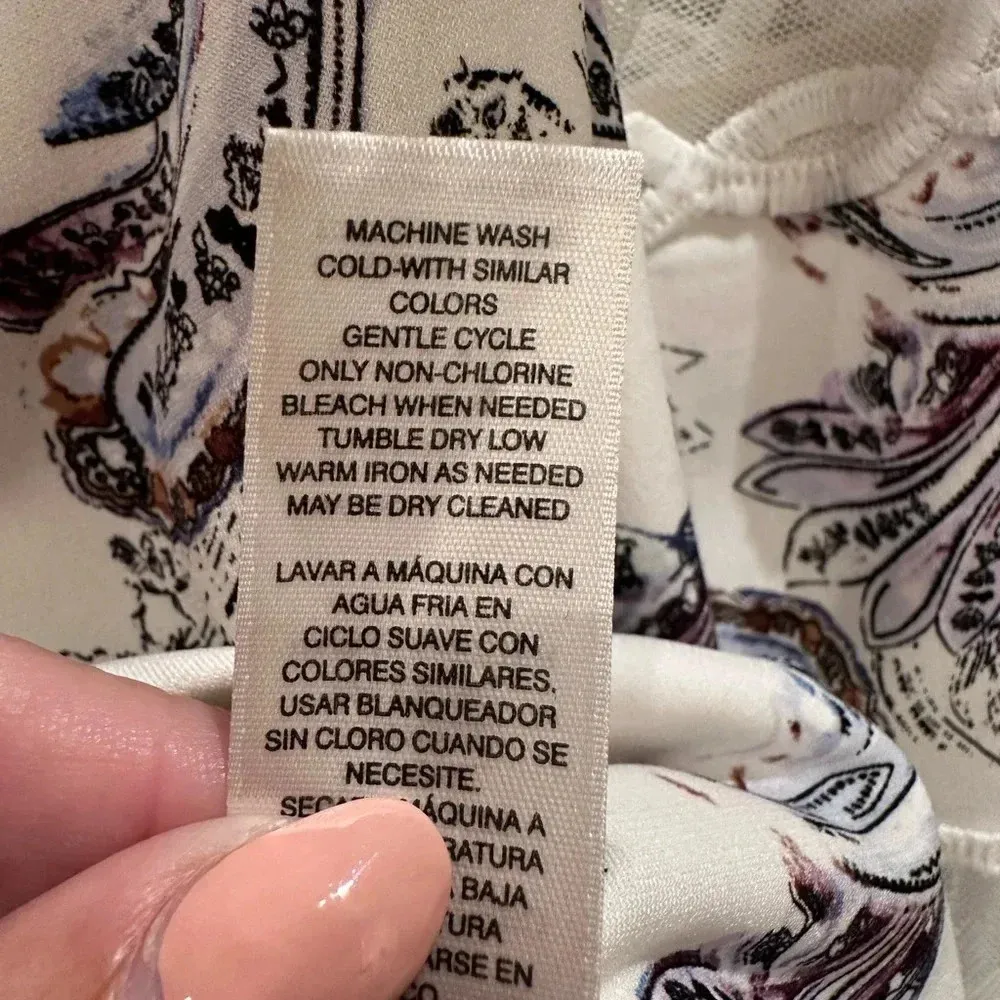 MACHINE WASH
COLD-WITH SIMILAR
COLORS
GENTLE CYCLE
ONLY NON-CHLORINE
BLEACH WHEN NEEDED
TUMBLE DRY LOW
WARM IRON AS NEEDED
MAY BE DRY CLEANED
LAVAR A MÁQUINA CON
AGUA FRIA EN
CICLO SUAVE CON
COLORES SIMILARES.
USAR BLANQUEADOR
SIN CLORO CUANDO SE
NECESITE.
A
BAJA
EN